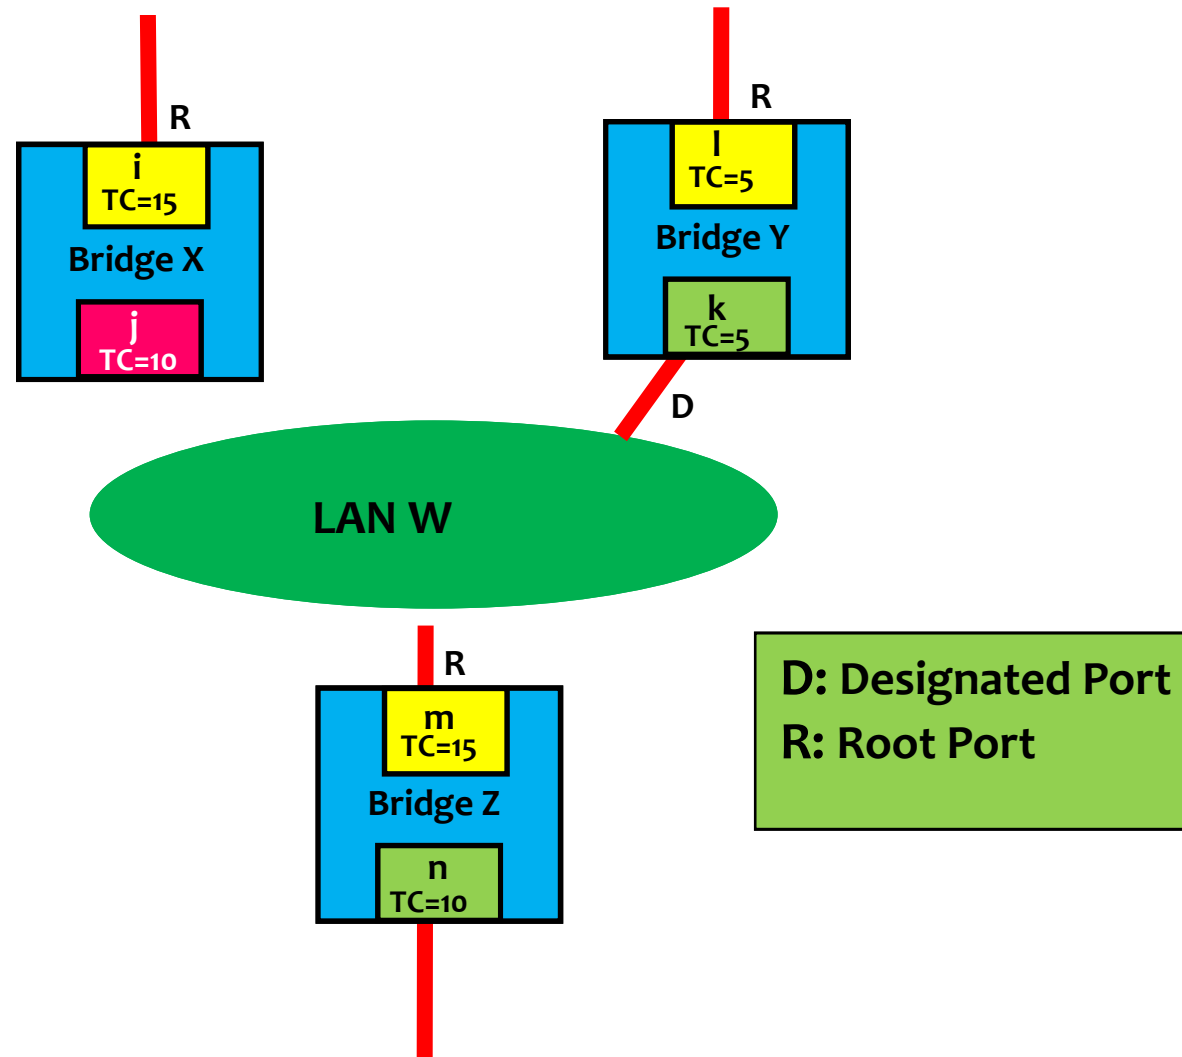 R
i
TC=15
Bridge X
j
TC=10
R
l
TC=5
Bridge Y
k
TC=5
D
LAN W
R
m
TC=15
Bridge Z
n
TC=10
D: Designated Port
R: Root Port